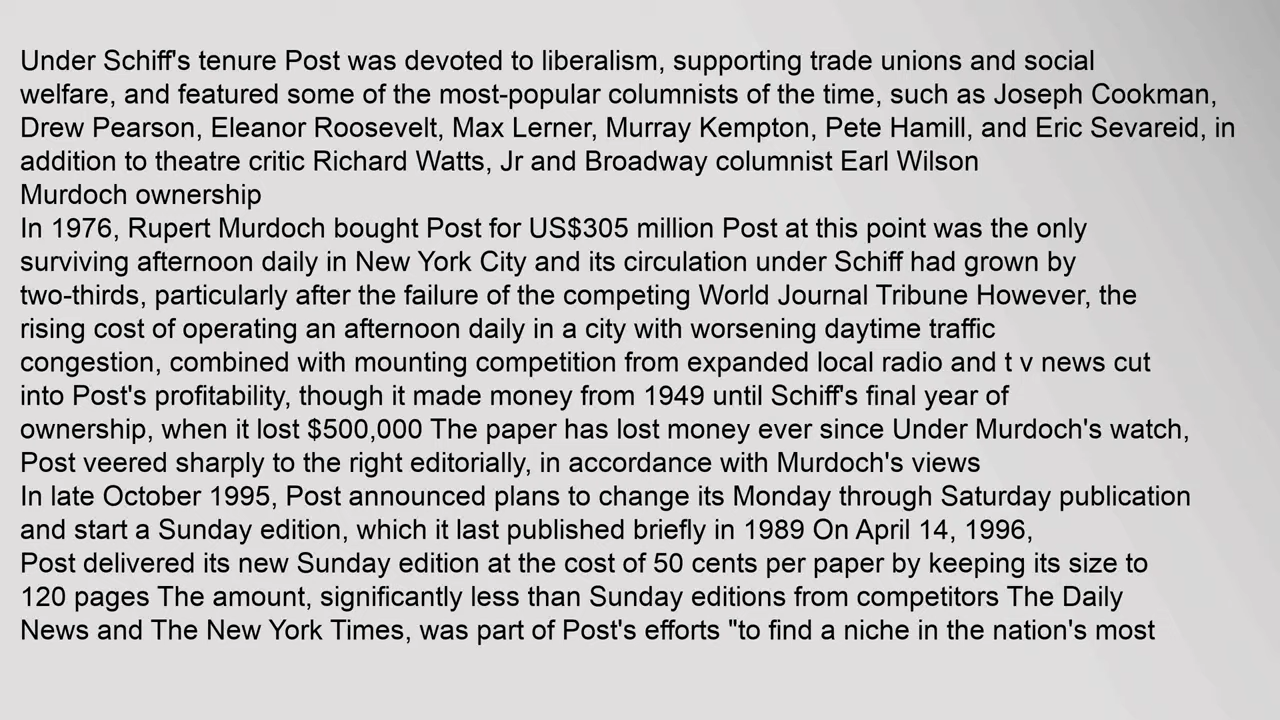 Under Schiff's tenure Post was devoted to liberalism, supporting trade unions and social
welfare, and featured some of the most-popular columnists of the time, such as Joseph Cookman,
Drew Pearson, Eleanor Roosevelt, Max Lerner, Murray Kempton, Pete Hamill, and Eric Sevareid, in
addition to theatre critic Richard Watts, Jr and Broadway columnist Earl Wilson
Murdoch ownership
In 1976, Rupert Murdoch bought Post for US$305 million Post at this point was the only
surviving afternoon daily in New York City and its circulation under Schiff had grown by
two-thirds, particularly after the failure of the competing World Journal Tribune However, the
rising cost of operating an afternoon daily in a city with worsening daytime traffic
congestion, combined with mounting competition from expanded local radio and t v news cut
into Post's profitability, though it made money from 1949 until Schiff's final year of
ownership, when it lost $500,000 The paper has lost money ever since Under Murdoch's watch,
Post veered sharply to the right editorially, in accordance with Murdoch's views
In late October 1995, Post announced plans to change its Monday through Saturday publication
and start a Sunday edition, which it last published briefly in 1989 On April 14, 1996,
Post delivered its new Sunday edition at the cost of 50 cents per paper by keeping its size to
120 pages The amount, significantly less than Sunday editions from competitors The Daily
News and The New York Times, was part of Post's efforts "to find a niche in the nation's most